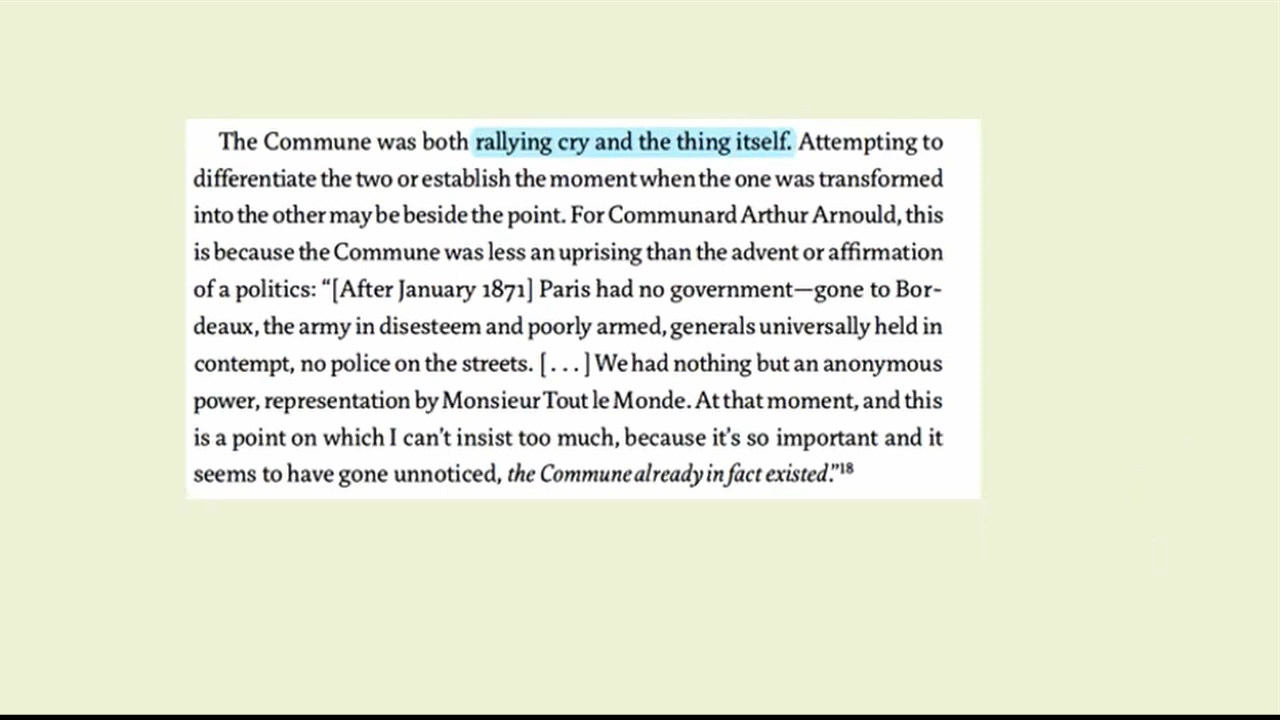 The Commune was both rallying cry and the thing itself. Attempting to
differentiate the two or establish the moment when the one was transformed
into the other may be beside the point. For Communard Arthur Arnould, this
is because the Commune was less an uprising than the advent or affirmation
of a politics: “[After January 1871] Paris had no government—gone to Bor-
deaux, the army in disesteem and poorly armed, generals universally held in
contempt, no police on the streets. [...] We had nothing but an anonymous
power, representation by Monsieur Tout le Monde. At that moment, and this
is a point on which I can’t insist too much, because it’s so important and it
seems to have gone unnoticed, the Commune already in fact existed.”18